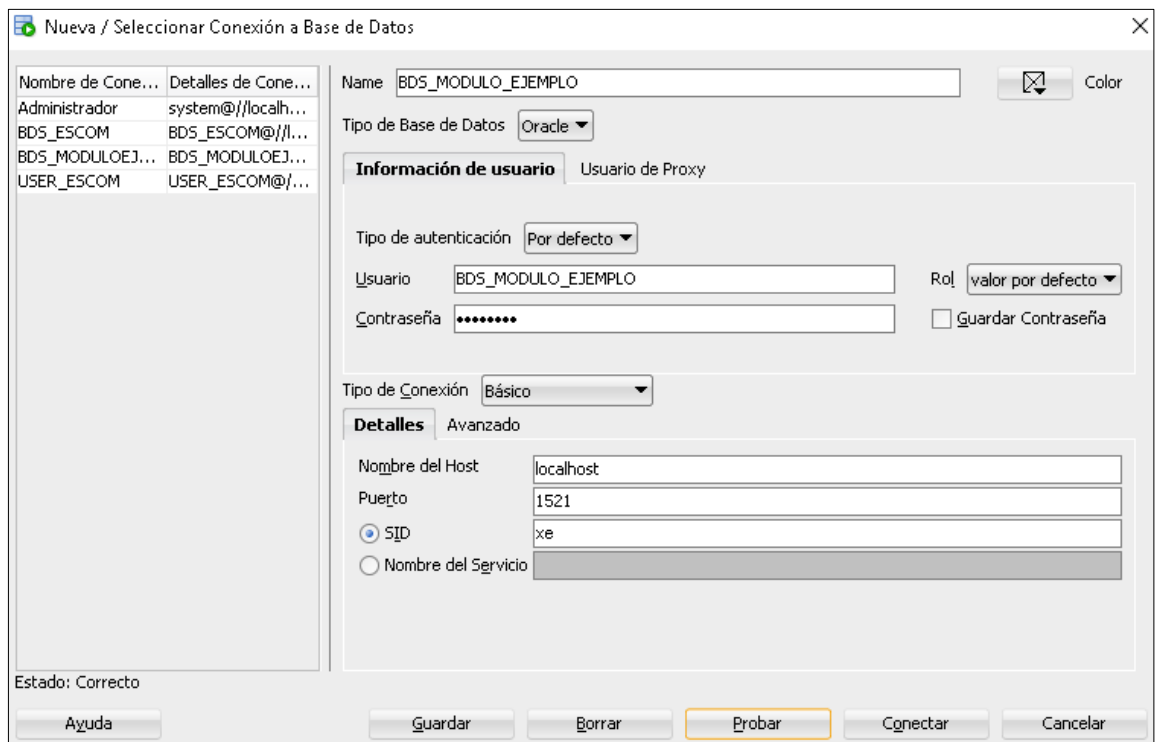 Nueva / Seleccionar Conexión a Base de Datos
Nombre de Cone... Detalles de Cone...
Administrador system@//localh...
BDS_ESCOM BDS_ESCOM@//l...
BDS_MODULOEJ... BDS_MODULOEJ...
USER_ESCOM USER_ESCOM@/...
Name BDS_MODULO_EJEMPLO Color
Tipo de Base de Datos Oracle
Información de usuario Usuario de Proxy
Tipo de autenticación Por defecto
Usuario BDS_MODULO_EJEMPLO Rol valor por defecto
Contraseña •••••••• Guardar Contraseña
Tipo de Conexión Básico
Detalles Avanzado
Nombre del Host localhost
Puerto 1521
SID xe
Nombre del Servicio
Estado: Correcto
Ayuda Guardar Borrar Probar Conectar Cancelar